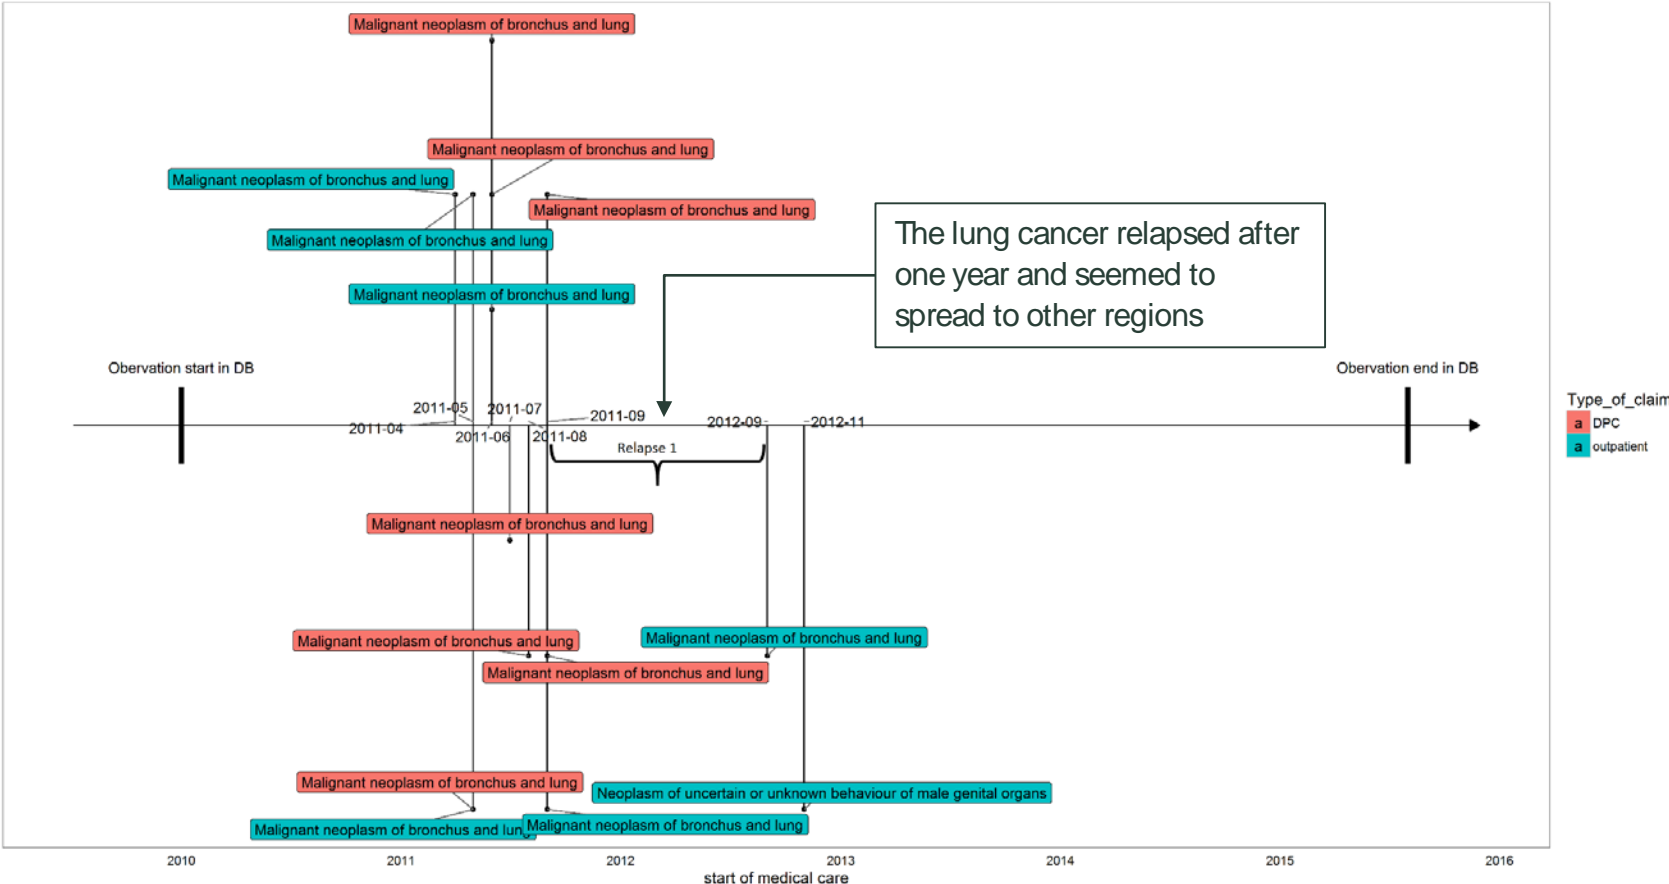 Malignant neoplasm of bronchus and lung
Malignant neoplasm of bronchus and lung
Malignant neoplasm of bronchus and lung
Malignant neoplasm of bronchus and lung
Malignant neoplasm of bronchus and lung
Malignant neoplasm of bronchus and lung
The lung cancer relapsed after
one year and seemed to
spread to other regions
Obervation start in DB
Obervation end in DB
2011-04
2011-05
2011-06
2011-07
2011-08
2011-09
2012-09
2012-11
Relapse 1
Type_of_claim
a DPC
a outpatient
Malignant neoplasm of bronchus and lung
Malignant neoplasm of bronchus and lung
Malignant neoplasm of bronchus and lung
Malignant neoplasm of bronchus and lung
Malignant neoplasm of bronchus and lung
Neoplasm of uncertain or unknown behaviour of male genital organs
Malignant neoplasm of bronchus and lung
Malignant neoplasm of bronchus and lung
2010 2011 2012 2013 2014 2015 2016
start of medical care